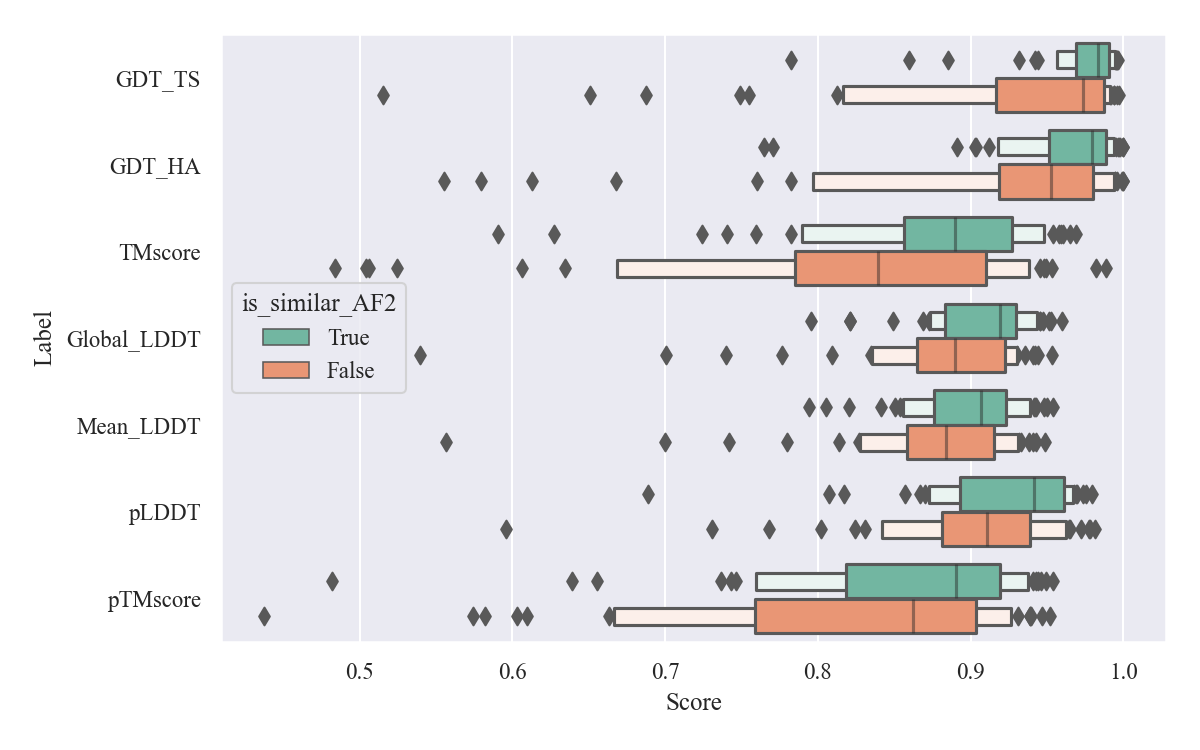 GDT_TS
GDT_HA
TMscore
Global_LDDT
Mean_LDDT
pLDDT
pTMscore
Label
is_similar_AF2
True
False
0.5 0.6 0.7 0.8 0.9 1.0
Score